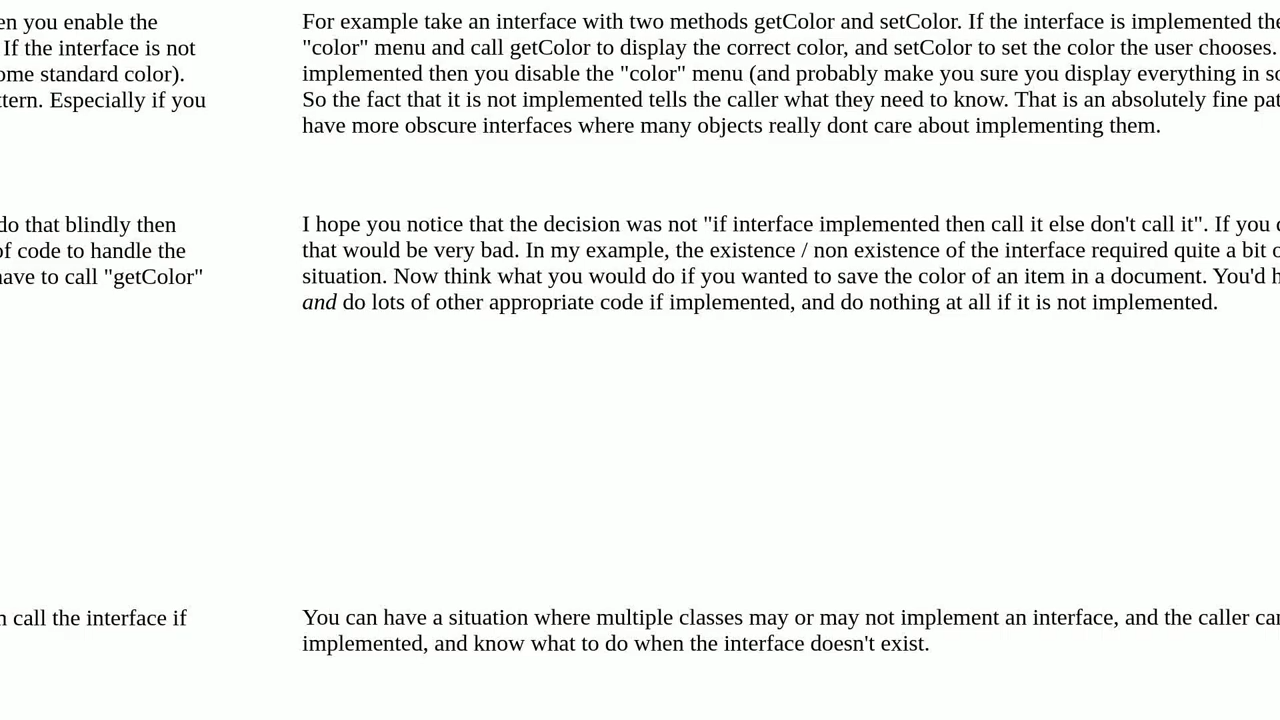 en you enable the
If the interface is not
ome standard color).
ttern. Especially if you
do that blindly then
of code to handle the
have to call "getColor"
n call the interface if
For example take an interface with two methods getColor and setColor. If the interface is implemented the
"color" menu and call getColor to display the correct color, and setColor to set the color the user chooses.
implemented then you disable the "color" menu (and probably make you sure you display everything in so
So the fact that it is not implemented tells the caller what they need to know. That is an absolutely fine pat
have more obscure interfaces where many objects really dont care about implementing them.
I hope you notice that the decision was not "if interface implemented then call it else don't call it". If you d
that would be very bad. In my example, the existence / non existence of the interface required quite a bit o
situation. Now think what you would do if you wanted to save the color of an item in a document. You'd h
and do lots of other appropriate code if implemented, and do nothing at all if it is not implemented.
You can have a situation where multiple classes may or may not implement an interface, and the caller can
implemented, and know what to do when the interface doesn't exist.